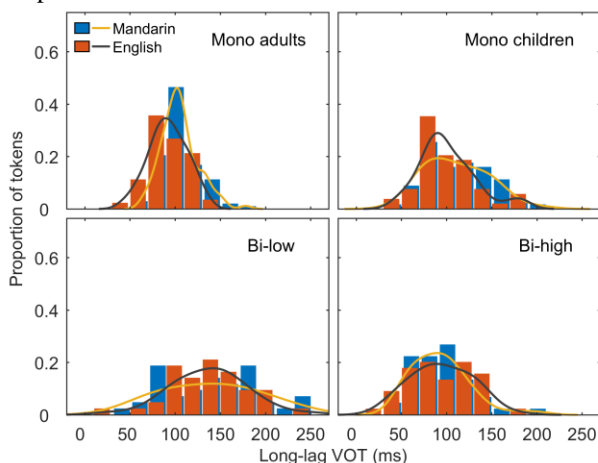 Mandarin
English
Mono adults
Mono children
0.6
0.4
0.2
0
Bi-low
Bi-high
0.6
0.4
0.2
0
0 50 100 150 200 250
0 50 100 150 200 250
Proportion of tokens
Long-lag VOT (ms)